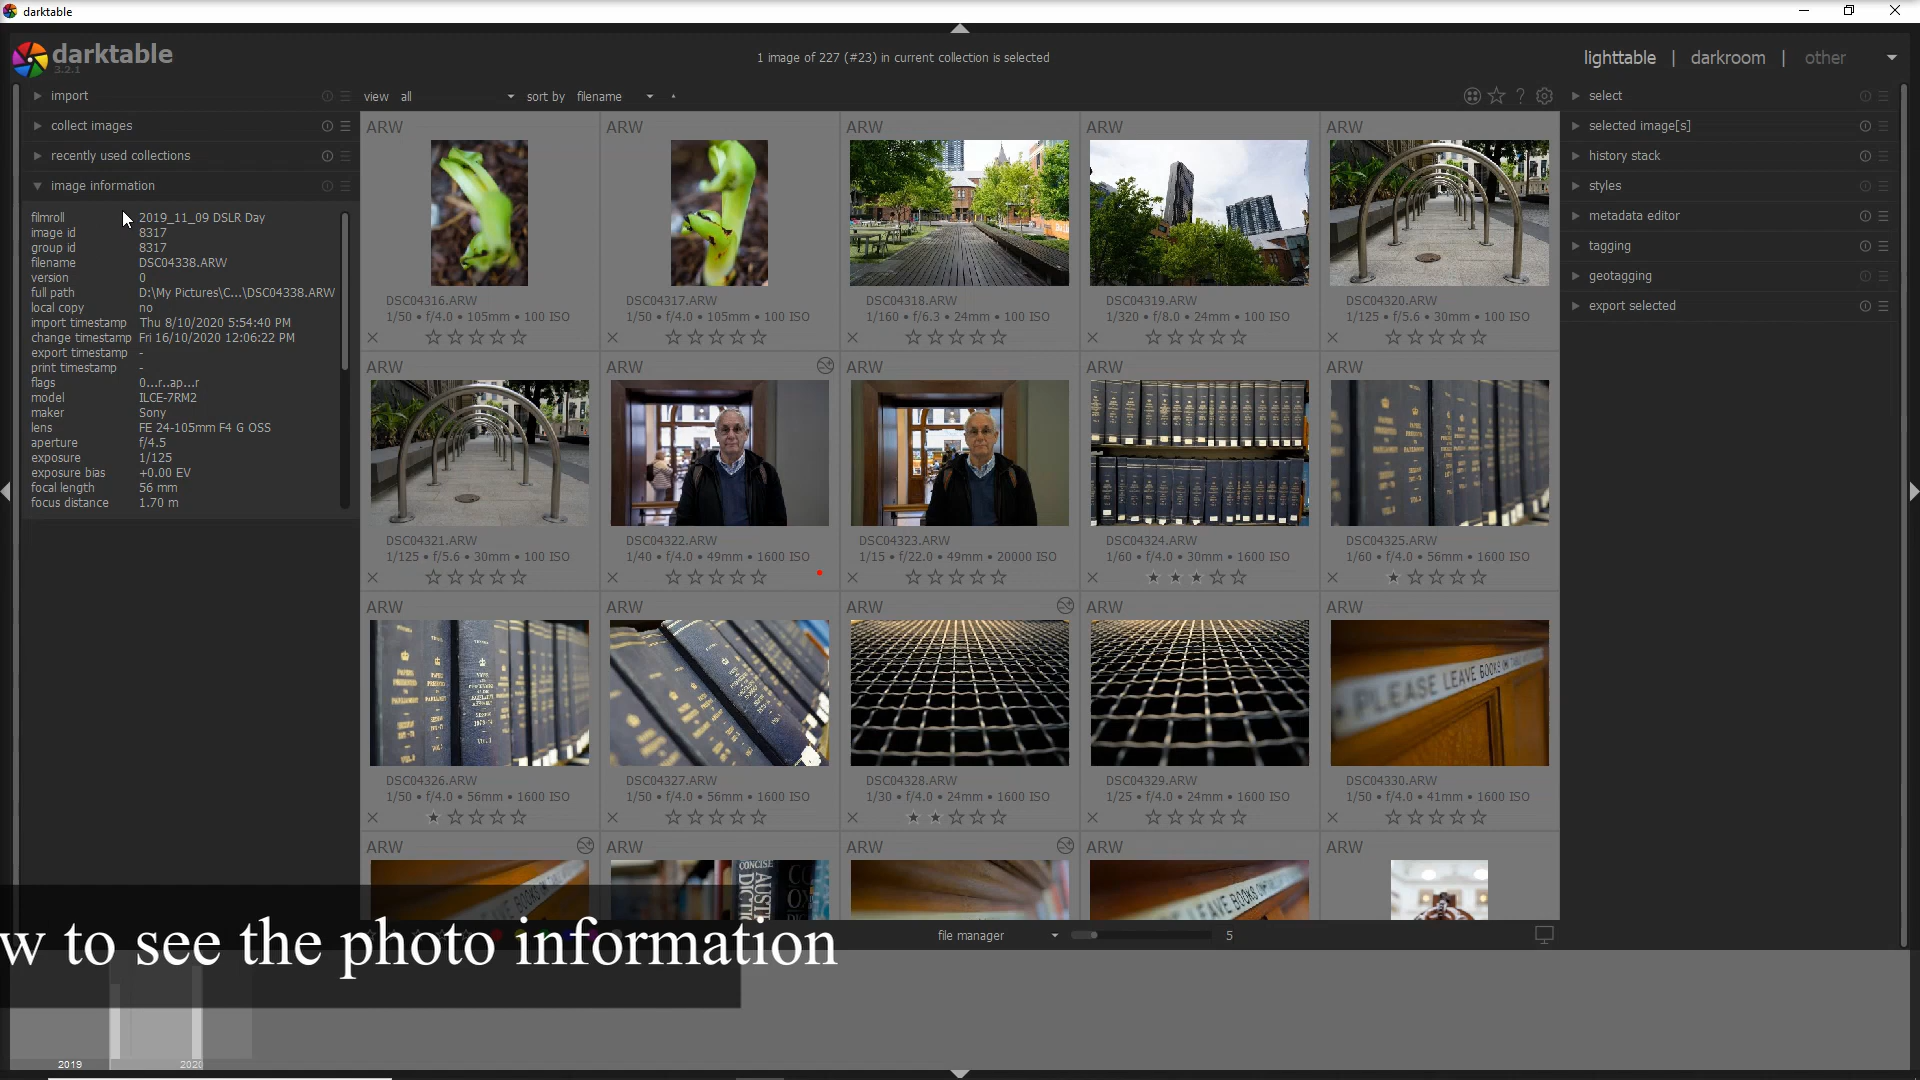 darktable
darktable
3.2.1
1 image of 227 (#23) in current collection is selected
lighttable | darkroom | other
import
collect images
recently used collections
image information
filmroll 2019_11_09 DSLR Day
image id 8317
group id 8317
filename DSC04338.ARW
version 0
full path D:\My Pictures\C...\DSC04338.ARW
local copy no
import timestamp Thu 8/10/2020 5:54:40 PM
change timestamp Fri 16/10/2020 12:06:22 PM
export timestamp -
print timestamp -
flags 0...r..ap...r
model ILCE-7RM2
maker Sony
lens FE 24-105mm F4 G OSS
aperture f/4.5
exposure 1/125
exposure bias +0.00 EV
focal length 56 mm
focus distance 1.70 m
view all sort by filename
ARW ARW ARW ARW ARW
DSC04316.ARW DSC04317.ARW DSC04318.ARW DSC04319.ARW DSC04320.ARW
1/50 • f/4.0 • 105mm • 100 ISO 1/50 • f/4.0 • 105mm • 100 ISO 1/160 • f/6.3 • 24mm • 100 ISO 1/320 • f/8.0 • 24mm • 100 ISO 1/125 • f/5.6 • 30mm • 100 ISO
ARW ARW ARW ARW ARW
DSC04321.ARW DSC04322.ARW DSC04323.ARW DSC04324.ARW DSC04325.ARW
1/125 • f/5.6 • 30mm • 100 ISO 1/40 • f/4.0 • 49mm • 1600 ISO 1/15 • f/22.0 • 49mm • 20000 ISO 1/60 • f/4.0 • 30mm • 1600 ISO 1/60 • f/4.0 • 56mm • 1600 ISO
ARW ARW ARW ARW ARW
PLEASE LEAVE BOOKS ON
DSC04326.ARW DSC04327.ARW DSC04328.ARW DSC04329.ARW DSC04330.ARW
1/50 • f/4.0 • 56mm • 1600 ISO 1/50 • f/4.0 • 56mm • 1600 ISO 1/30 • f/4.0 • 24mm • 1600 ISO 1/25 • f/4.0 • 24mm • 1600 ISO 1/50 • f/4.0 • 41mm • 1600 ISO
ARW ARW ARW ARW ARW
CONCISE
LEAVE BOOKS
select
selected image[s]
history stack
styles
metadata editor
tagging
geotagging
export selected
w to see the photo information
file manager 5
2019 2020